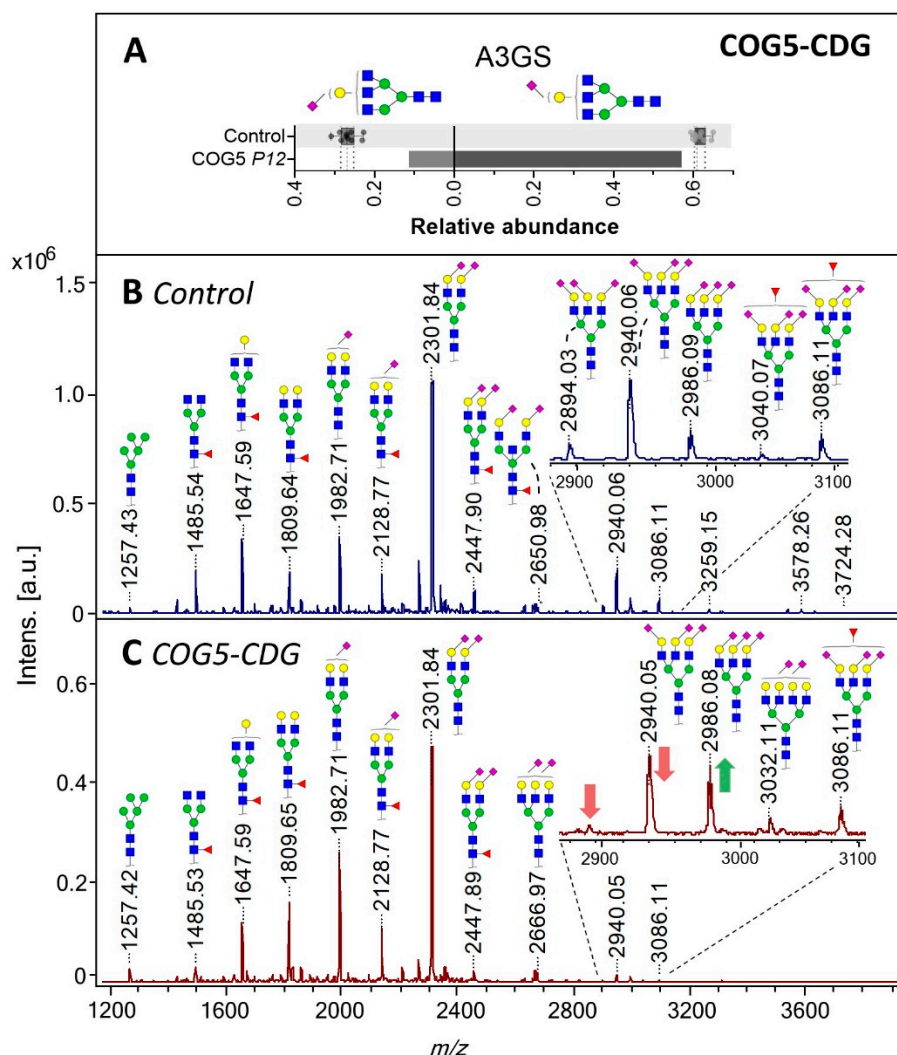 A
A3GS
COG5-CDG
Control
COG5 P12
0.4 0.2 0.0 0.2 0.4 0.6
Relative abundance
x10⁶
B Control
1.5
1.0
0.5
0
1257.43
1485.54
1647.59
1809.64
1982.71
2128.77
2301.84
2447.90
2650.98
2940.06
3086.11
3259.15
3578.26
3724.28
2894.03
2940.06
2986.09
3040.07
3086.11
2900 3000 3100
Intens. [a.u.]
C COG5-CDG
0.6
0.4
0.2
0
1257.42
1485.53
1647.59
1809.65
1982.71
2128.77
2301.84
2447.89
2666.97
2940.05
3086.11
2940.05
2986.08
3032.11
3086.11
2900 3000 3100
1200 1600 2000 2400 2800 3200 3600
m/z